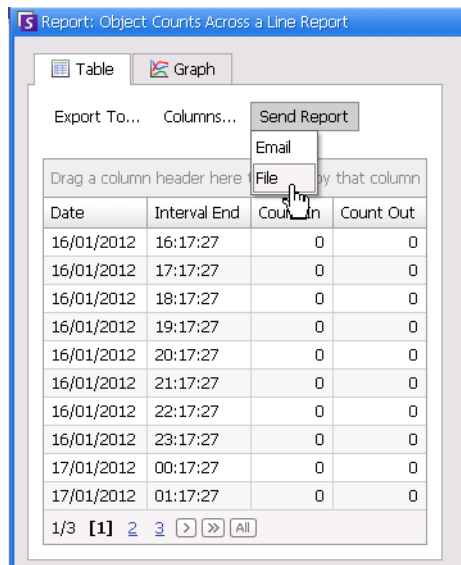 Report: Object Counts Across a Line Report
Table Graph
Export To... Columns... Send Report
Email
File
Drag a column header here by that column
Date Interval End Count In Count Out
16/01/2012 16:17:27 0 0
16/01/2012 17:17:27 0 0
16/01/2012 18:17:27 0 0
16/01/2012 19:17:27 0 0
16/01/2012 20:17:27 0 0
16/01/2012 21:17:27 0 0
16/01/2012 22:17:27 0 0
16/01/2012 23:17:27 0 0
17/01/2012 00:17:27 0 0
17/01/2012 01:17:27 0 0
1/3 [1] 2 3 > >> All